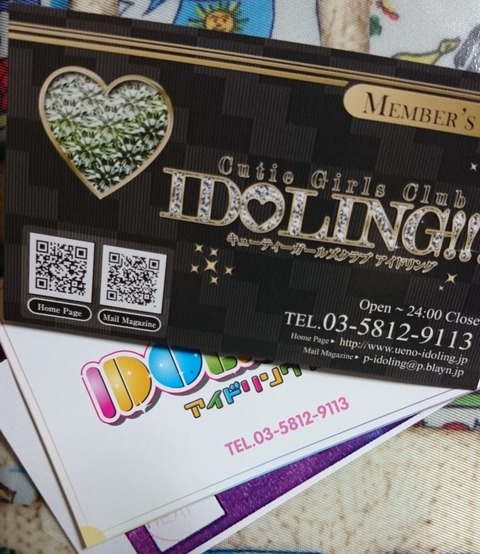 MEMBER'S
Cutie Girls Club
IDOLING!!!
キューティーガールズクラブ アイドリング
Home Page
Mail Magazine
Open ~ 24:00 Close
TEL.03-5812-9113
Home Page ▸ http://www.ueno-idoling.jp
Mail Magazine ▸ p-idoling@p.blayn.jp
アイドリング
TEL.03-5812-9113